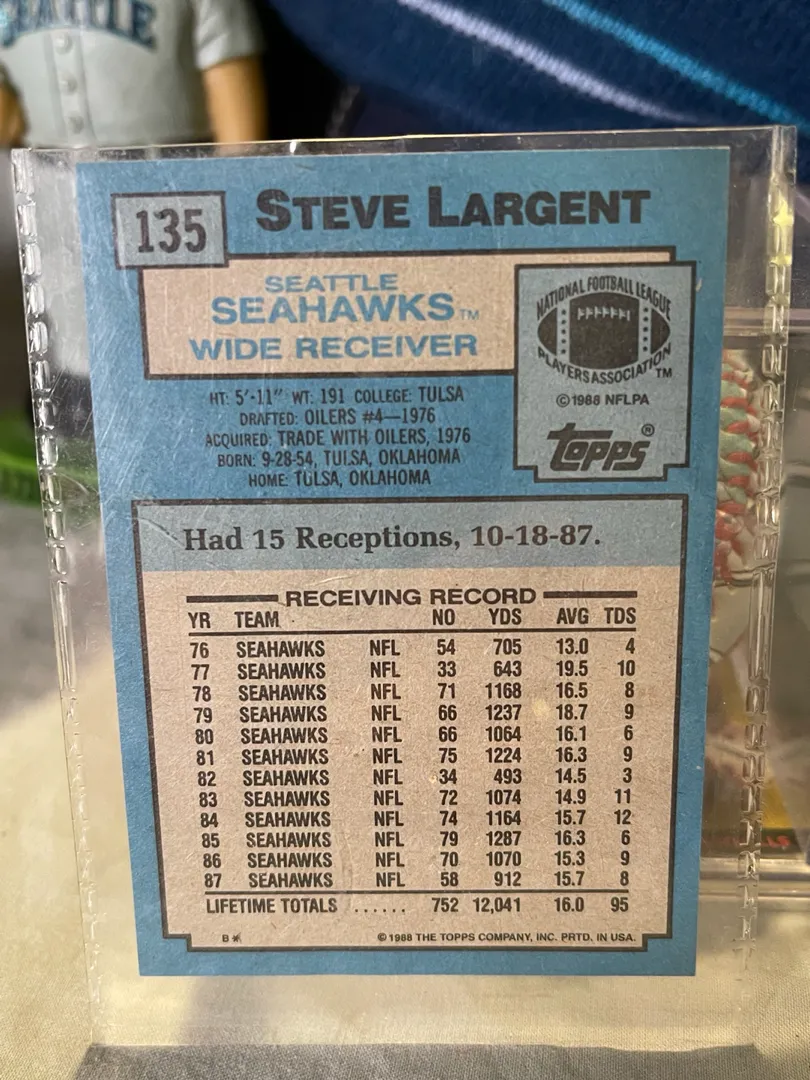 SEATTLE
135
STEVE LARGENT
SEATTLE
SEAHAWKS™
WIDE RECEIVER
NATIONAL FOOTBALL LEAGUE
PLAYERS ASSOCIATION™
©1988 NFLPA
topps®
HT: 5'-11" WT: 191 COLLEGE: TULSA
DRAFTED: OILERS #4—1976
ACQUIRED: TRADE WITH OILERS, 1976
BORN: 9-28-54, TULSA, OKLAHOMA
HOME: TULSA, OKLAHOMA
Had 15 Receptions, 10-18-87.
RECEIVING RECORD
YR TEAM NO YDS AVG TDS
76 SEAHAWKS NFL 54 705 13.0 4
77 SEAHAWKS NFL 33 643 19.5 10
78 SEAHAWKS NFL 71 1168 16.5 8
79 SEAHAWKS NFL 66 1237 18.7 9
80 SEAHAWKS NFL 66 1064 16.1 6
81 SEAHAWKS NFL 75 1224 16.3 9
82 SEAHAWKS NFL 34 493 14.5 3
83 SEAHAWKS NFL 72 1074 14.9 11
84 SEAHAWKS NFL 74 1164 15.7 12
85 SEAHAWKS NFL 79 1287 16.3 6
86 SEAHAWKS NFL 70 1070 15.3 9
87 SEAHAWKS NFL 58 912 15.7 8
LIFETIME TOTALS ...... 752 12,041 16.0 95
B* ©1988 THE TOPPS COMPANY, INC. PRTD. IN USA.